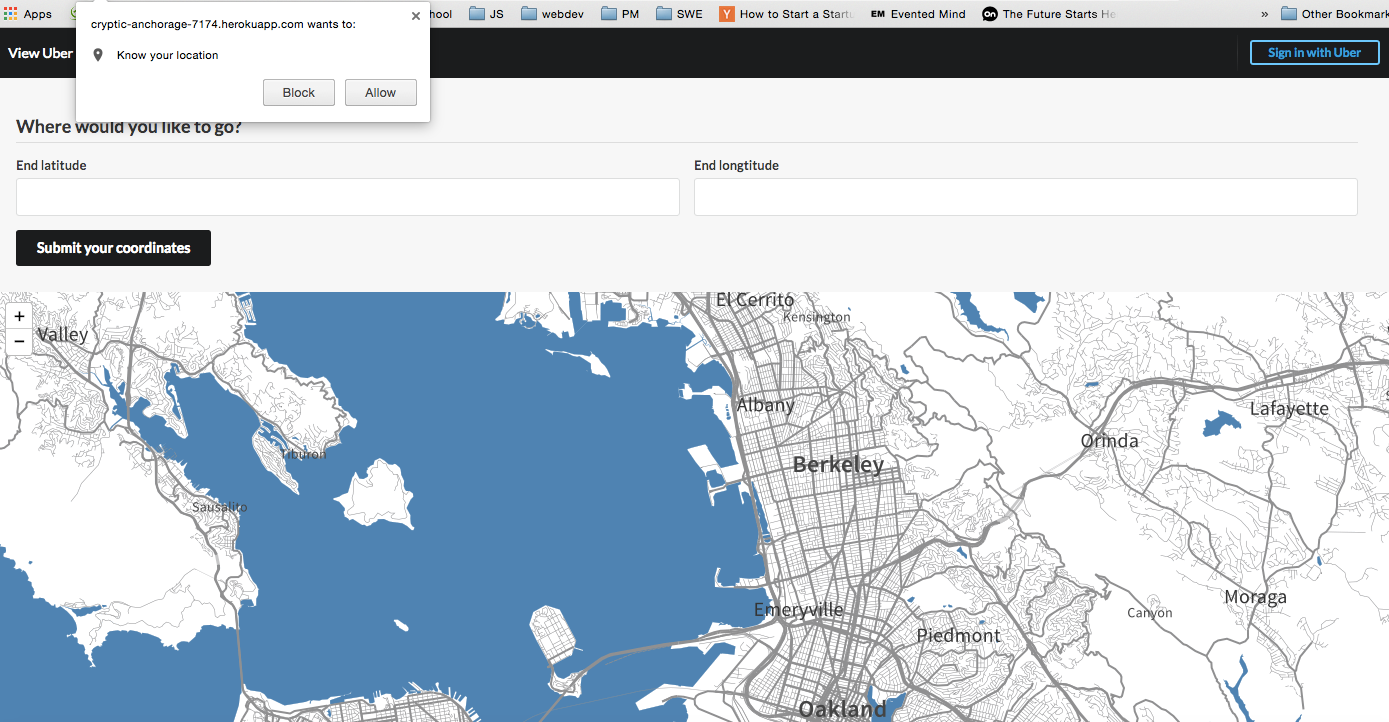 Apps
hool
JS
webdev
PM
SWE
Y How to Start a Startu
EM Evented Mind
On The Future Starts He
»
Other Bookmark
cryptic-anchorage-7174.herokuapp.com wants to:
Know your location
Block
Allow
View Uber
Sign in with Uber
Where would you like to go?
End latitude
End longtitude
Submit your coordinates
+
−
Valley
El Cerrito
Kensington
Albany
Lafayette
Orinda
Tiburon
Berkeley
Sausalito
Moraga
Emeryville
Canyon
Piedmont
Oakland